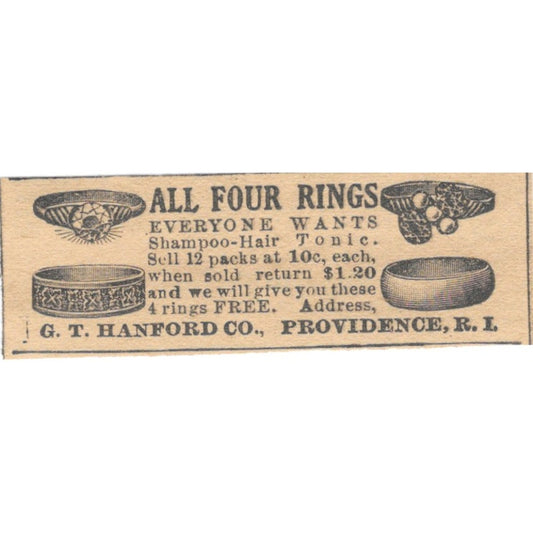 ALL FOUR RINGS
EVERYONE WANTS
Shampoo-Hair Tonic.
Sell 12 packs at 10c, each,
when sold return $1.20
and we will give you these
4 rings FREE. Address,
G. T. HANFORD CO., PROVIDENCE, R. I.